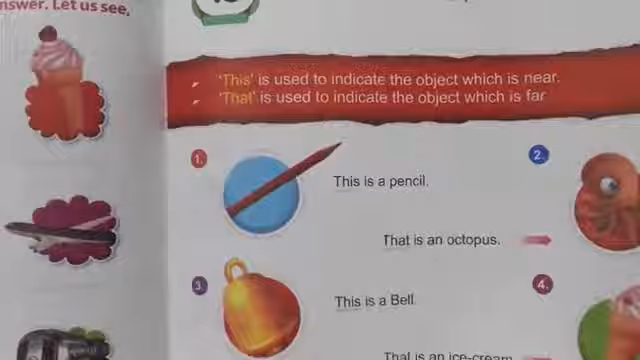 nswer. Let us see,
'This' is used to indicate the object which is near.
'That' is used to indicate the object which is far
1.
This is a pencil.
2.
That is an octopus.
3.
This is a Bell.
4.
That is an ice-cream